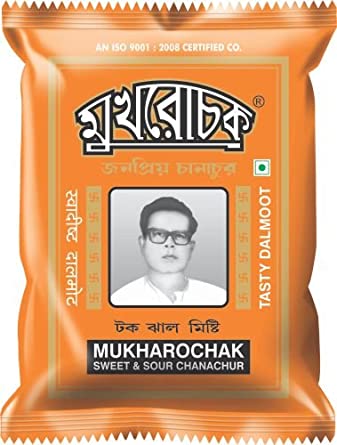 AN ISO 9001 : 2008 CERTIFIED CO.
মুখরোচক®
জনপ্রিয় চানাচুর
TASTY DALMOOT
টক ঝাল মিষ্টি
MUKHAROCHAK
SWEET & SOUR CHANACHUR